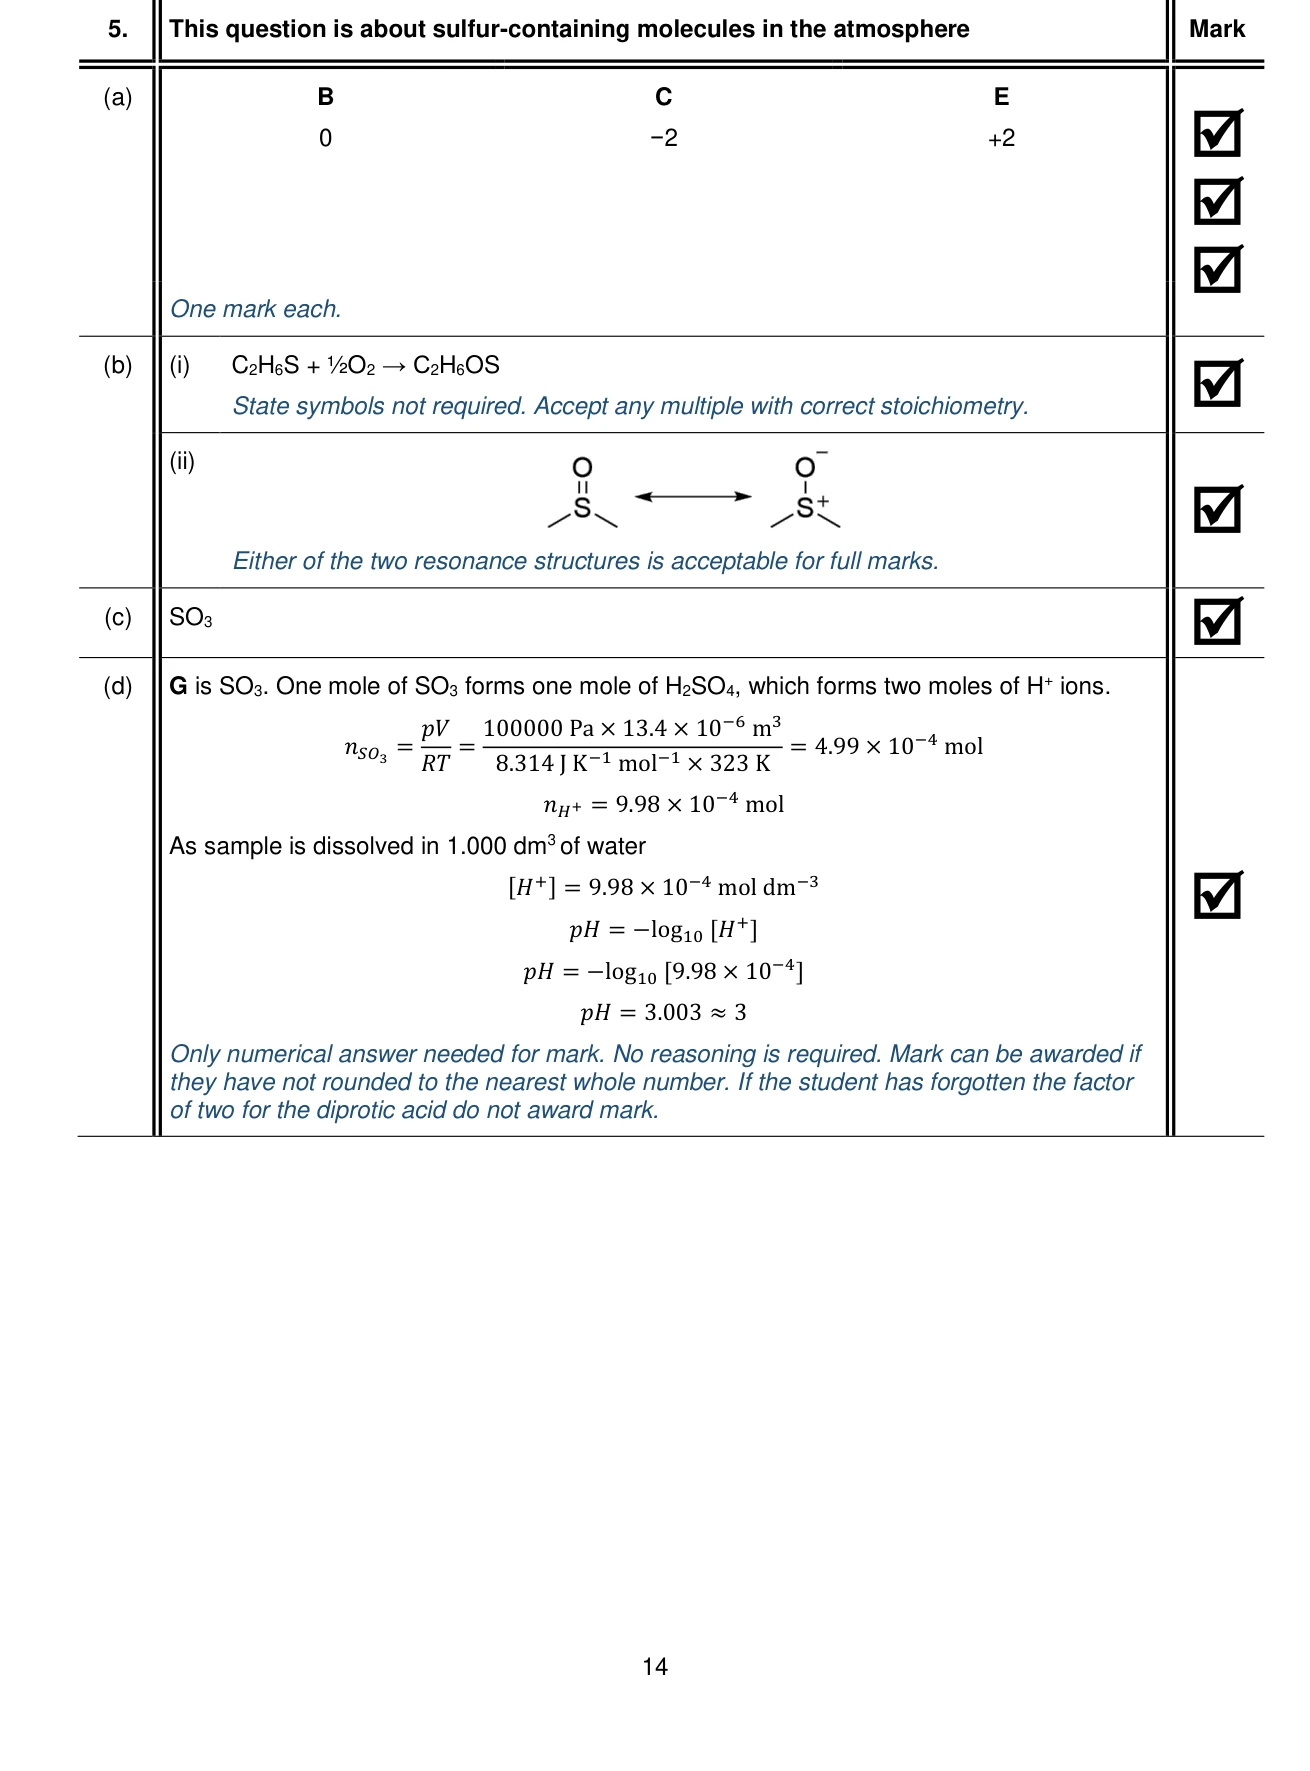 5. This question is about sulfur-containing molecules in the atmosphere Mark
(a) B C E
0 −2 +2
One mark each.
(b) (i) C₂H₆S + ½O₂ → C₂H₆OS
State symbols not required. Accept any multiple with correct stoichiometry.
(ii) O O⁻
S S⁺
Either of the two resonance structures is acceptable for full marks.
(c) SO₃
(d) G is SO₃. One mole of SO₃ forms one mole of H₂SO₄, which forms two moles of H⁺ ions.
n_SO₃ = pV/RT = (100000 Pa × 13.4 × 10⁻⁶ m³)/(8.314 J K⁻¹ mol⁻¹ × 323 K) = 4.99 × 10⁻⁴ mol
n_H⁺ = 9.98 × 10⁻⁴ mol
As sample is dissolved in 1.000 dm³ of water
[H⁺] = 9.98 × 10⁻⁴ mol dm⁻³
pH = −log₁₀ [H⁺]
pH = −log₁₀ [9.98 × 10⁻⁴]
pH = 3.003 ≈ 3
Only numerical answer needed for mark. No reasoning is required. Mark can be awarded if
they have not rounded to the nearest whole number. If the student has forgotten the factor
of two for the diprotic acid do not award mark.
14